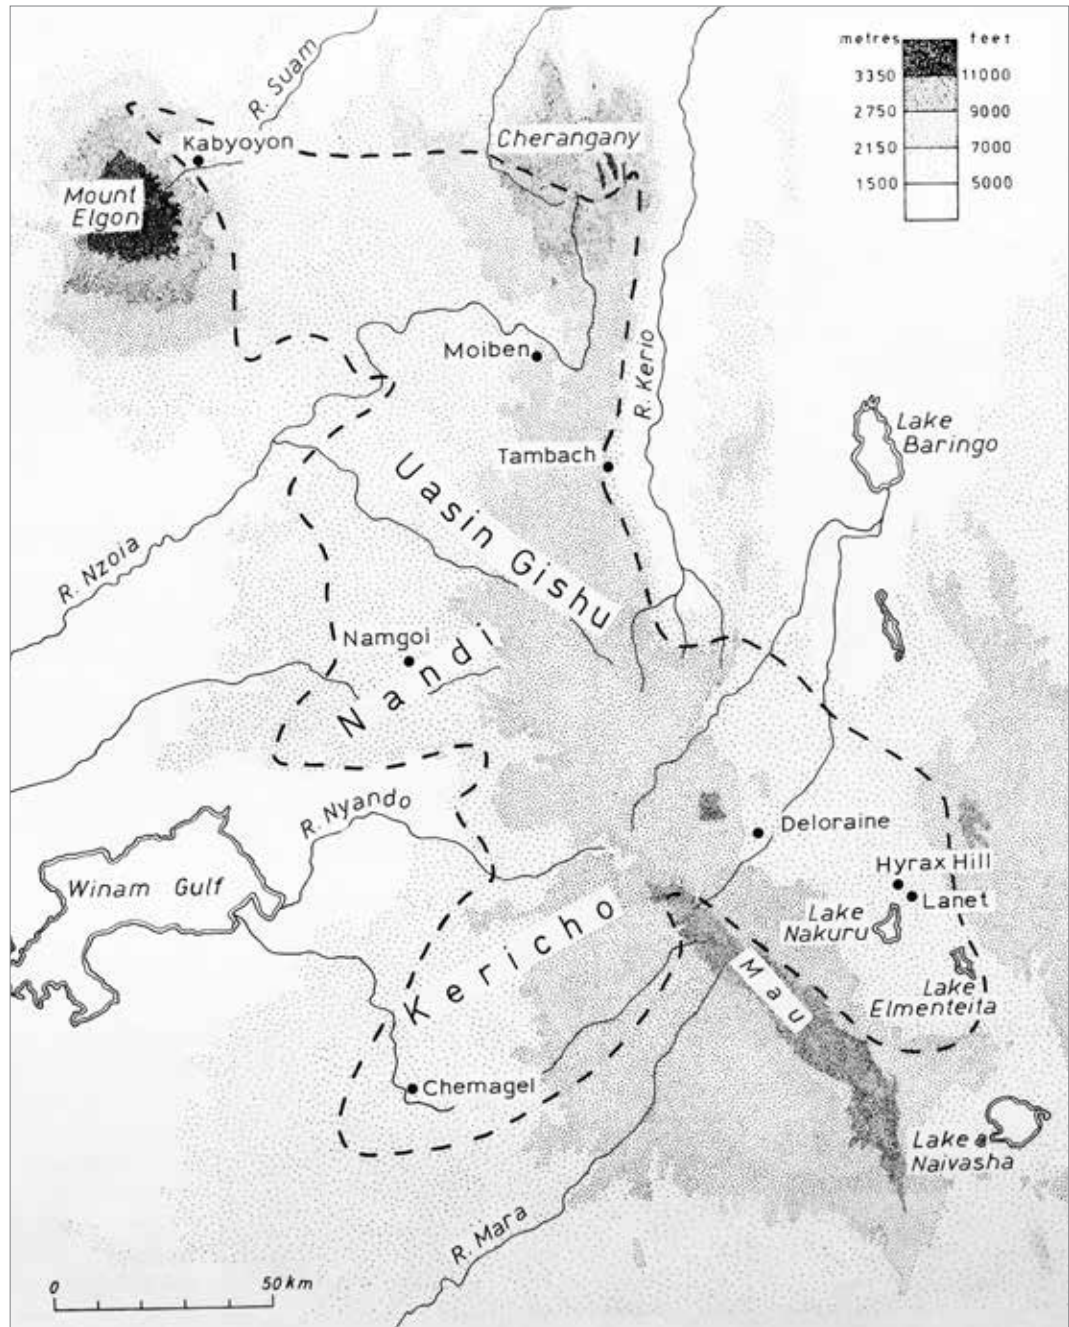 metres feet
3350 11000
2750 9000
2150 7000
1500 5000
R. Suam
Kabyoyon
Cherangany
Mount
Elgon
Moiben
R. Kerio
Lake
Baringo
Tambach
Uasin Gishu
R. Nzoia
Namgoi
Nandi
R. Nyando
Deloraine
Winam Gulf
Hyrax Hill
Lanet
Lake
Nakuru
Kericho
Mau
Lake
Elmenteita
Chemagel
Lake
Naivasha
R. Mara
0 50 km